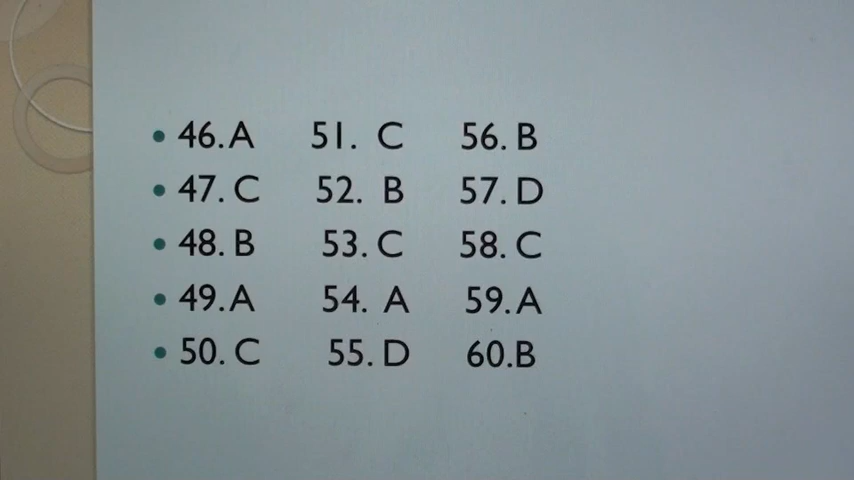 • 46. A 51. C 56. B
• 47. C 52. B 57. D
• 48. B 53. C 58. C
• 49. A 54. A 59. A
• 50. C 55. D 60.B